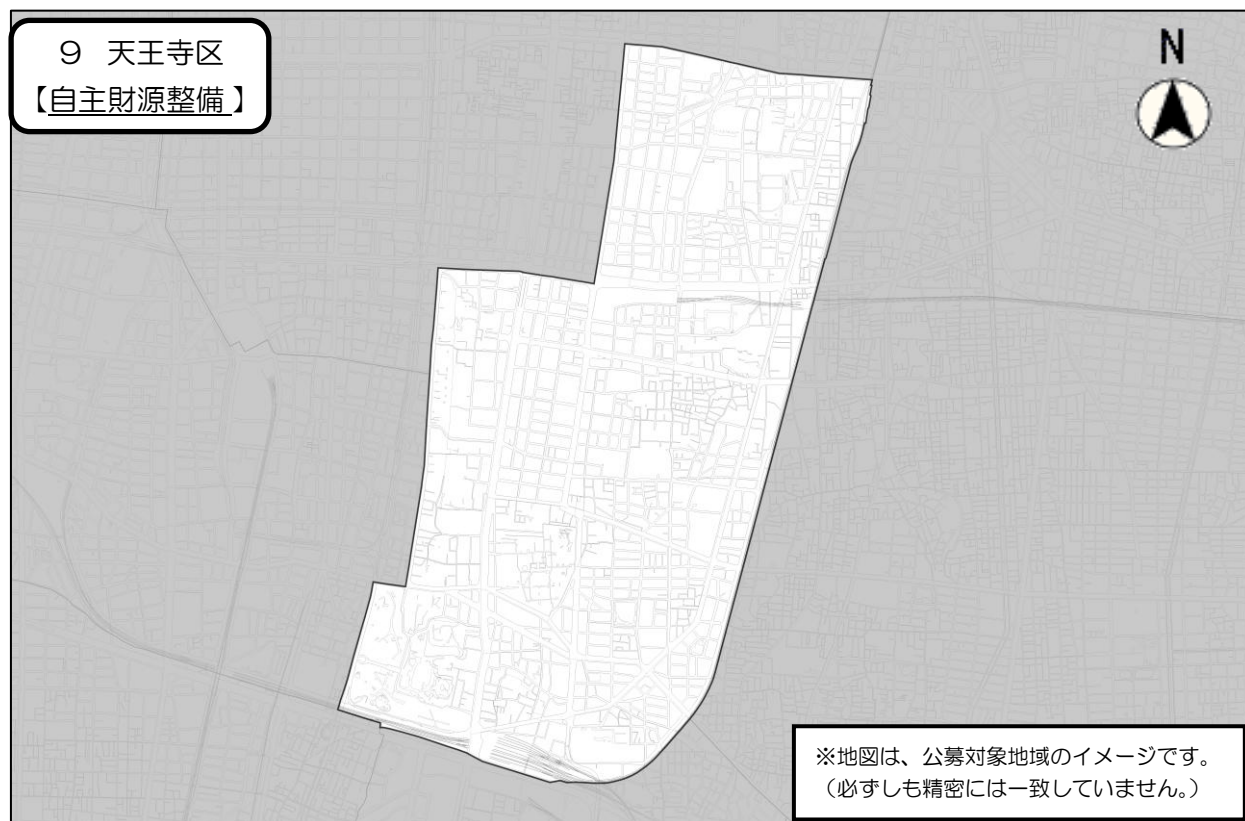 ９　天王寺区
【自主財源整備 】
N
※地図は、公募対象地域のイメージです。
（必ずしも精密には一致していません。）